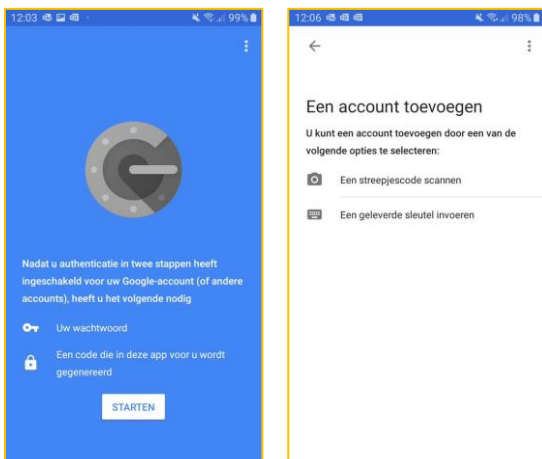 12:03
99%
Nadat u authenticatie in twee stappen heeft
ingeschakeld voor uw Google-account (of andere
accounts), heeft u het volgende nodig
Uw wachtwoord
Een code die in deze app voor u wordt
gegenereerd
STARTEN
12:06
98%
Een account toevoegen
U kunt een account toevoegen door een van de
volgende opties te selecteren:
Een streepjescode scannen
Een geleverde sleutel invoeren